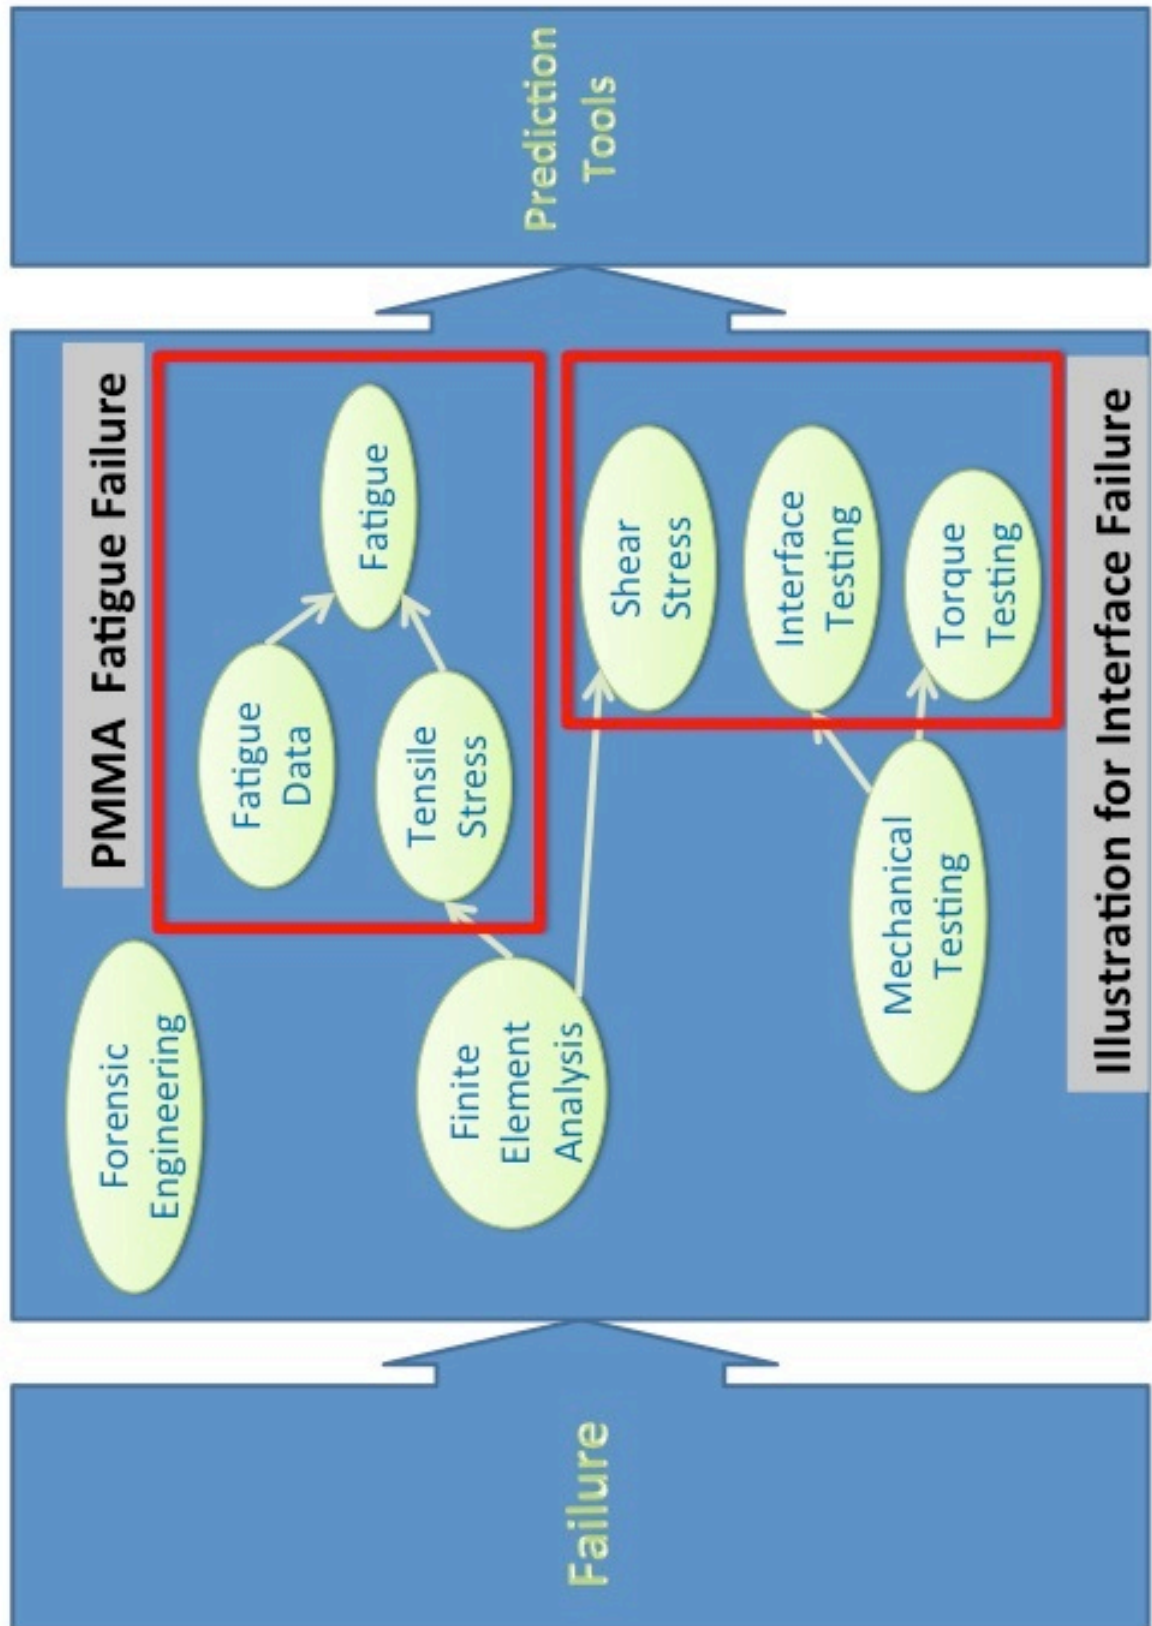 Failure
PMMA Fatigue Failure
Forensic
Engineering
Fatigue
Data
Fatigue
Tensile
Stress
Finite
Element
Analysis
Shear
Stress
Interface
Testing
Mechanical
Testing
Torque
Testing
Illustration for Interface Failure
Prediction
Tools